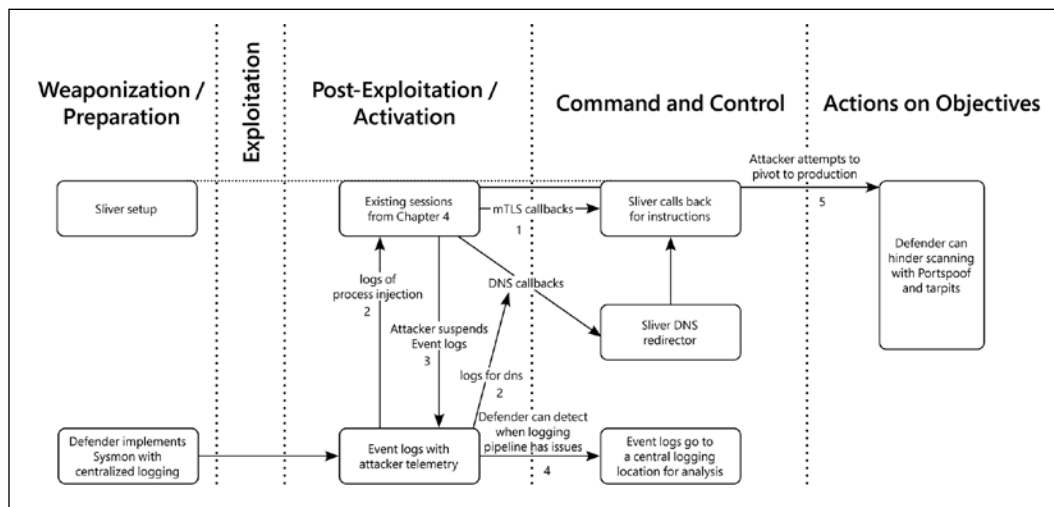 Weaponization /
Preparation
Exploitation
Post-Exploitation /
Activation
Command and Control
Actions on Objectives
Sliver setup
Existing sessions
from Chapter 4
mTLS callbacks
1
Sliver calls back
for instructions
Attacker attempts to
pivot to production
5
Defender can
hinder scanning
with Portspoof
and tarpits
logs of
process injection
2
DNS callbacks
Attacker suspends
Event logs
3
Sliver DNS
redirector
logs for dns
2
Defender implements
Sysmon with
centralized logging
Event logs with
attacker telemetry
Defender can detect
when logging
pipeline has issues
4
Event logs go to
a central logging
location for analysis